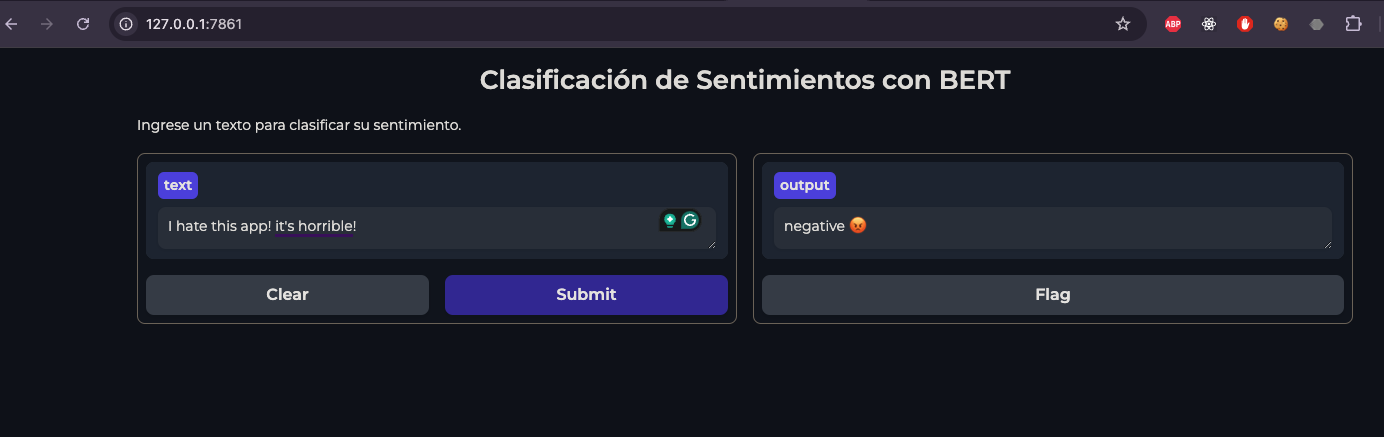 127.0.0.1:7861
ABP
Clasificación de Sentimientos con BERT
Ingrese un texto para clasificar su sentimiento.
text
I hate this app! it's horrible!
Clear
Submit
output
negative 😡
Flag